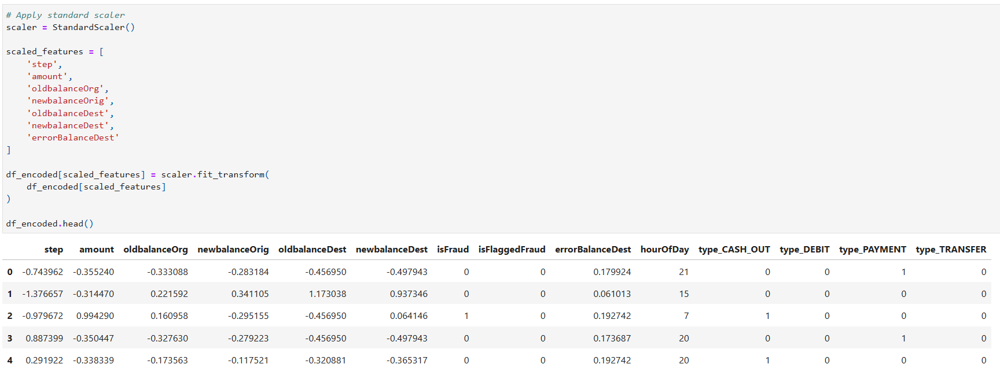 # Apply standard scaler
scaler = StandardScaler()
scaled_features = [
'step',
'amount',
'oldbalanceOrg',
'newbalanceOrig',
'oldbalanceDest',
'newbalanceDest',
'errorBalanceDest'
]
df_encoded[scaled_features] = scaler.fit_transform(
df_encoded[scaled_features]
)
df_encoded.head()
step amount oldbalanceOrg newbalanceOrig oldbalanceDest newbalanceDest isFraud isFlaggedFraud errorBalanceDest hourOfDay type_CASH_OUT type_DEBIT type_PAYMENT type_TRANSFER
0 -0.743962 -0.355240 -0.333088 -0.283184 -0.456950 -0.497943 0 0 0.179924 21 0 0 1 0
1 -1.376657 -0.314470 0.221592 0.341105 1.173038 0.937346 0 0 0.061013 15 0 0 0 0
2 -0.979672 0.994290 0.160958 -0.295155 -0.456950 0.064146 1 0 0.192742 7 1 0 0 0
3 0.887399 -0.350447 -0.327630 -0.279223 -0.456950 -0.497943 0 0 0.173687 20 0 0 1 0
4 0.291922 -0.338339 -0.173563 -0.117521 -0.320881 -0.365317 0 0 0.192742 20 1 0 0 0